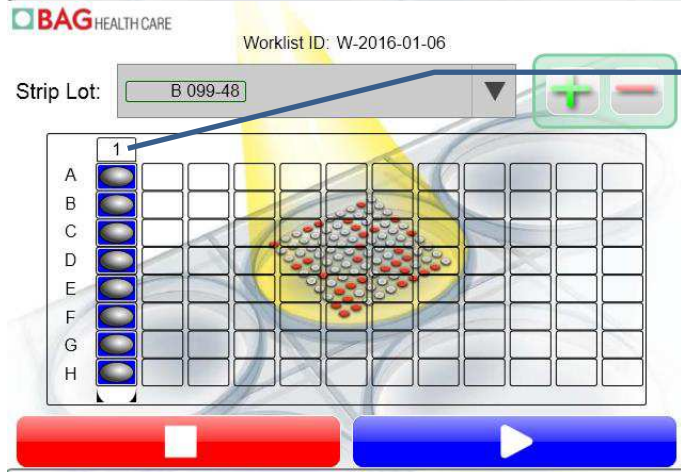 BAG HEALTH CARE
Worklist ID: W-2016-01-06
Strip Lot: B 099-48
1
A
B
C
D
E
F
G
H